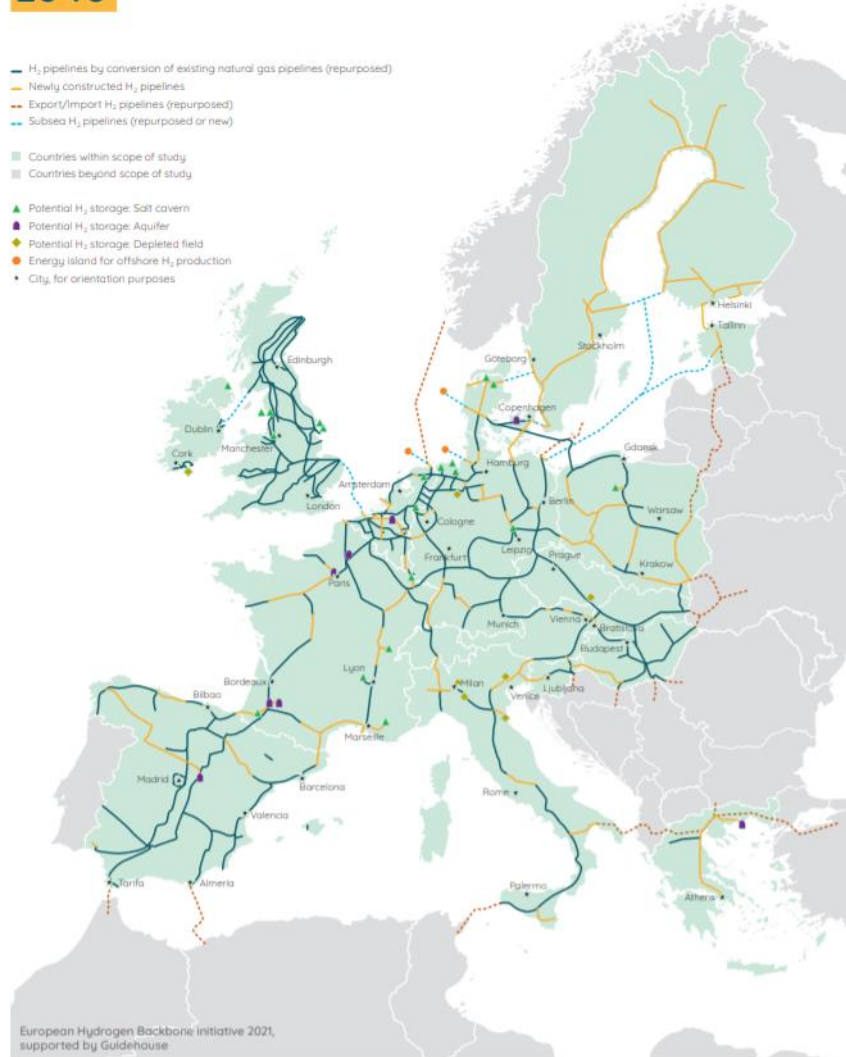 H₂ pipelines by conversion of existing natural gas pipelines (repurposed)
Newly constructed H₂ pipelines
Export/Import H₂ pipelines (repurposed)
Subsea H₂ pipelines (repurposed or new)
Countries within scope of study
Countries beyond scope of study
Potential H₂ storage: Salt cavern
Potential H₂ storage: Aquifer
Potential H₂ storage: Depleted field
Energy island for offshore H₂ production
City, for orientation purposes
Helsinki
Tallinn
Stockholm
Göteborg
Edinburgh
Copenhagen
Dublin
Manchester
Cork
Gdansk
Hamburg
Amsterdam
London
Berlin
Warsaw
Cologne
Leipzig
Frankfurt
Prague
Krakow
Paris
Munich
Vienna
Bratislava
Budapest
Lyon
Milan
Ljubljana
Venice
Bordeaux
Bilbao
Marseille
Madrid
Barcelona
Rome
Valencia
Tarifa
Almeria
Palermo
Athens
European Hydrogen Backbone initiative 2021,
supported by Guidehouse